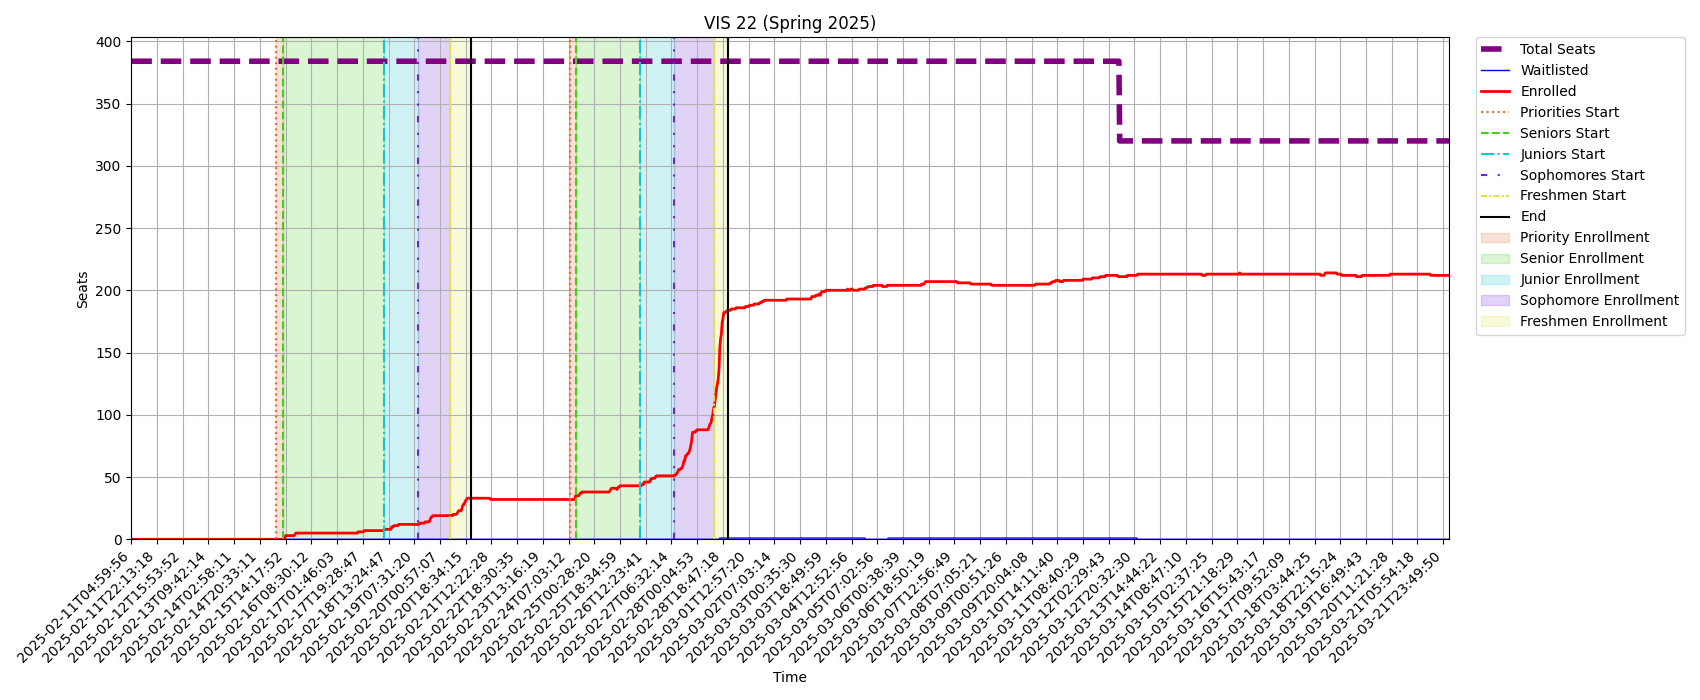 VIS 22 (Spring 2025)
400
350
300
250
200
150
100
50
0
Seats
2025-02-11T04:59:56
2025-02-11T22:13:18
2025-02-12T15:53:52
2025-02-13T09:42:14
2025-02-14T02:58:11
2025-02-14T20:33:11
2025-02-15T14:17:52
2025-02-16T08:30:12
2025-02-17T01:46:03
2025-02-17T19:28:47
2025-02-18T13:24:47
2025-02-19T07:31:20
2025-02-20T00:57:07
2025-02-20T18:34:15
2025-02-21T12:22:28
2025-02-22T18:30:35
2025-02-23T13:16:19
2025-02-24T07:03:12
2025-02-25T00:28:20
2025-02-25T18:34:59
2025-02-26T12:23:41
2025-02-27T06:32:14
2025-02-28T00:04:53
2025-02-28T18:47:18
2025-03-01T12:57:20
2025-03-02T07:03:14
2025-03-03T00:35:30
2025-03-03T18:49:59
2025-03-04T12:52:56
2025-03-05T07:02:56
2025-03-06T00:38:39
2025-03-06T18:50:19
2025-03-07T12:56:49
2025-03-08T07:05:21
2025-03-09T00:51:26
2025-03-09T20:04:08
2025-03-10T14:11:40
2025-03-11T08:40:29
2025-03-12T02:29:43
2025-03-12T20:32:30
2025-03-13T14:44:22
2025-03-14T08:47:10
2025-03-15T02:37:25
2025-03-15T21:18:29
2025-03-16T15:43:17
2025-03-17T09:52:09
2025-03-18T03:44:25
2025-03-18T22:15:24
2025-03-19T16:49:43
2025-03-20T11:21:28
2025-03-21T05:54:18
2025-03-21T23:49:50
Time
Total Seats
Waitlisted
Enrolled
Priorities Start
Seniors Start
Juniors Start
Sophomores Start
Freshmen Start
End
Priority Enrollment
Senior Enrollment
Junior Enrollment
Sophomore Enrollment
Freshmen Enrollment